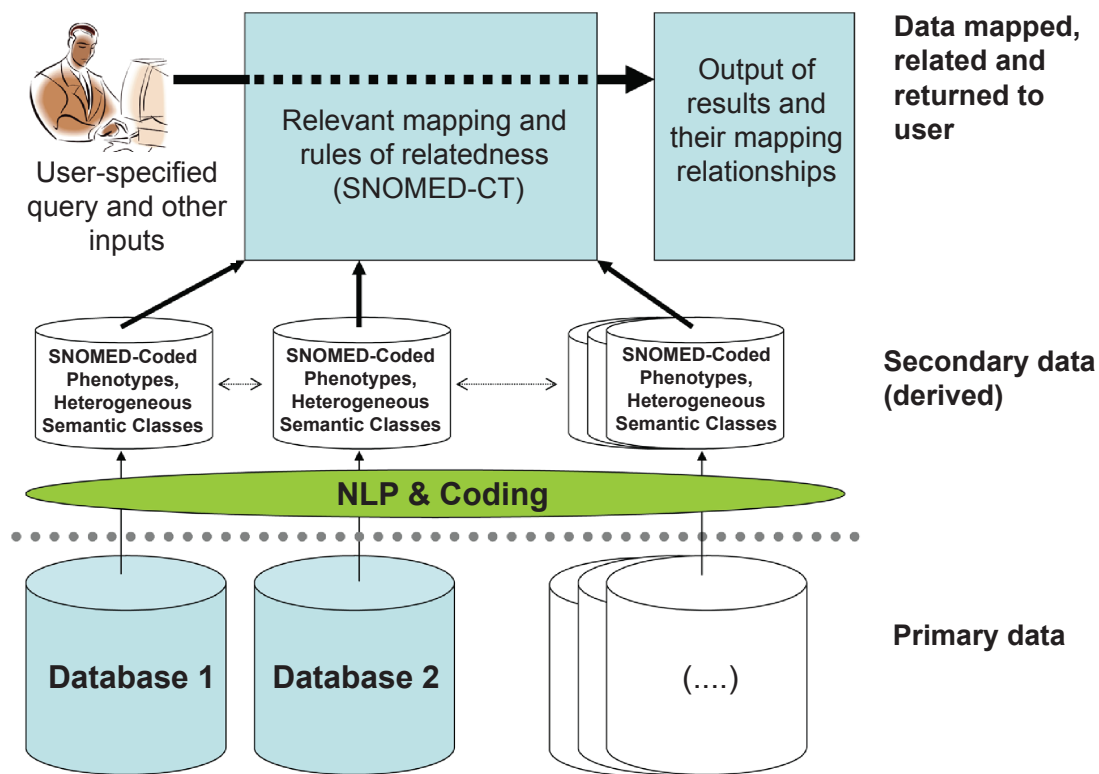 User-specified
query and other
inputs
Relevant mapping and
rules of relatedness
(SNOMED-CT)
Output of
results and
their mapping
relationships
Data mapped,
related and
returned to
user
SNOMED-Coded
Phenotypes,
Heterogeneous
Semantic Classes
SNOMED-Coded
Phenotypes,
Heterogeneous
Semantic Classes
SNOMED-Coded
Phenotypes,
Heterogeneous
Semantic Classes
Secondary data
(derived)
NLP & Coding
Database 1
Database 2
(....)
Primary data